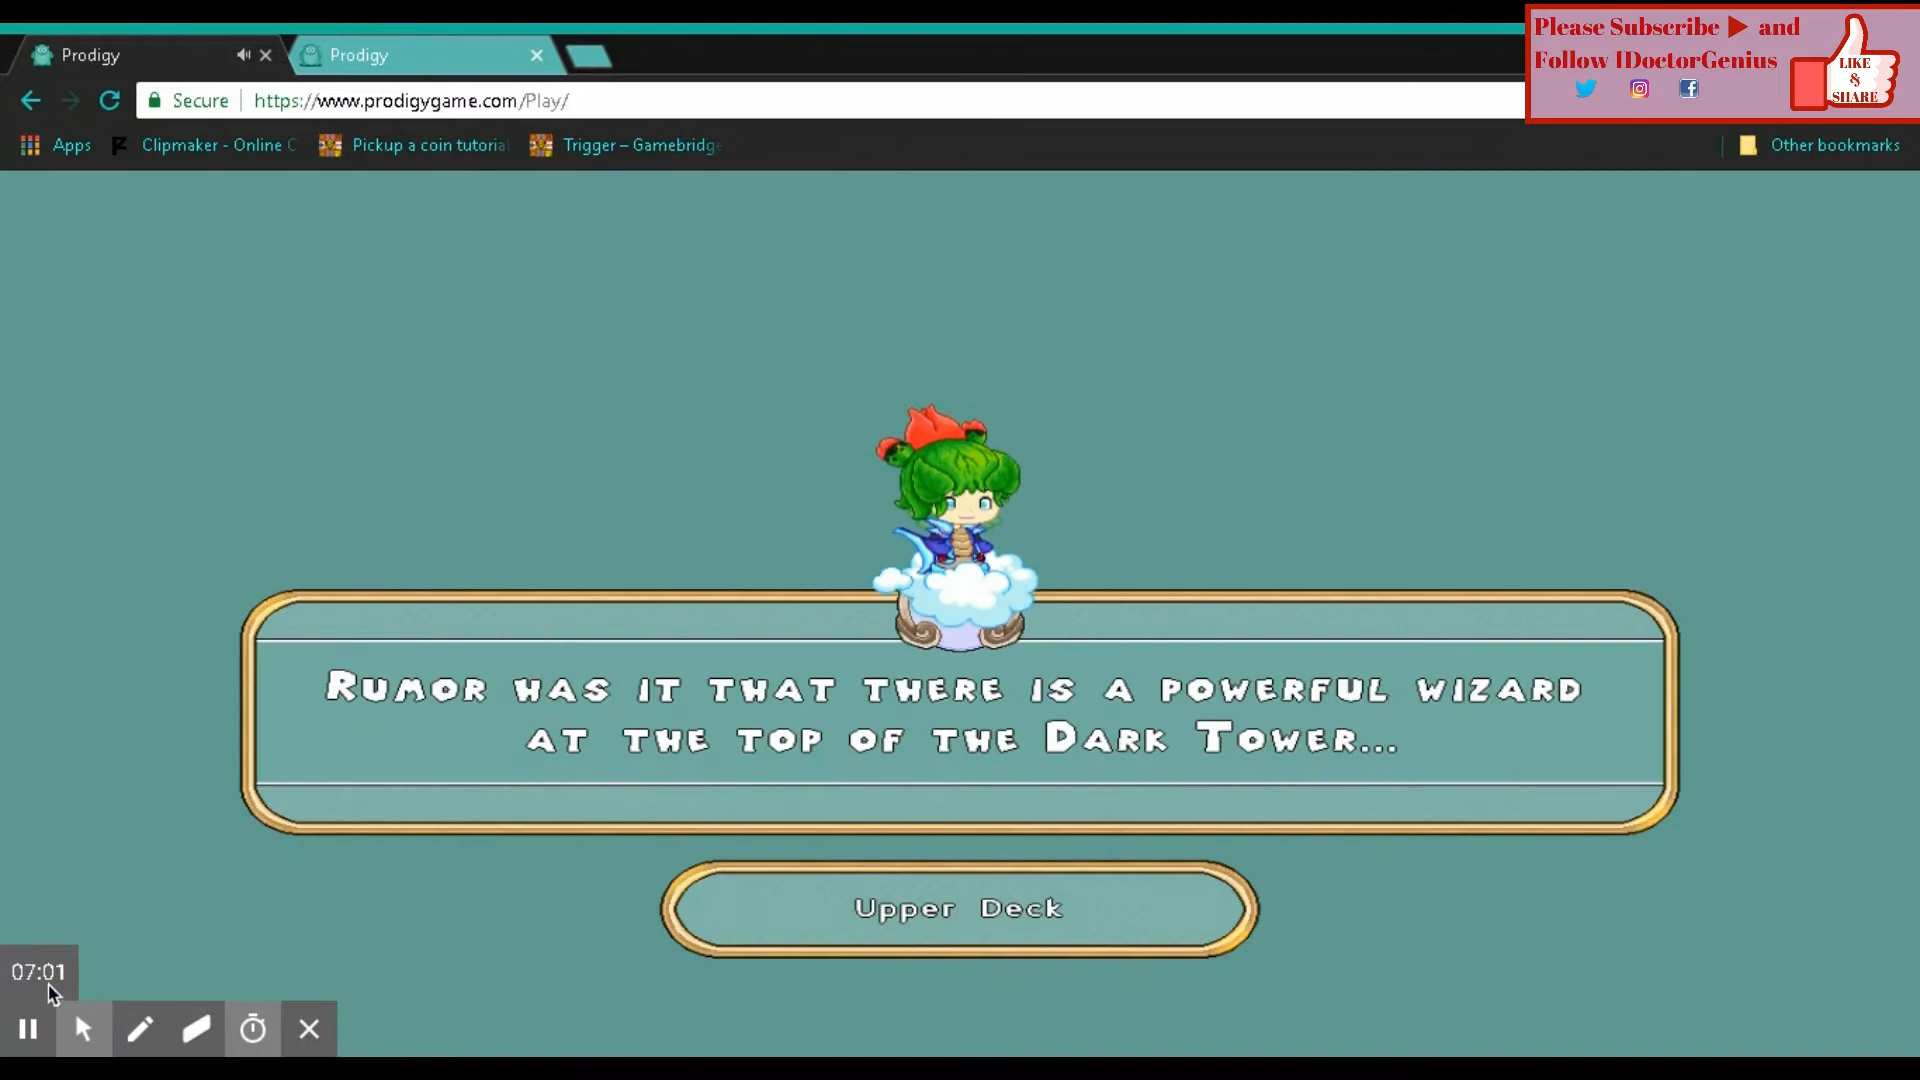 Prodigy
Prodigy
Please Subscribe and
Follow 1DoctorGenius
LIKE
&
SHARE
Secure
https://www.prodigygame.com/Play/
Apps
Clipmaker - Online C
Pickup a coin tutoria
Trigger – Gamebridge
Other bookmarks
Rumor has it that there is a powerful wizard
at the top of the Dark Tower...
Upper Deck
07:01